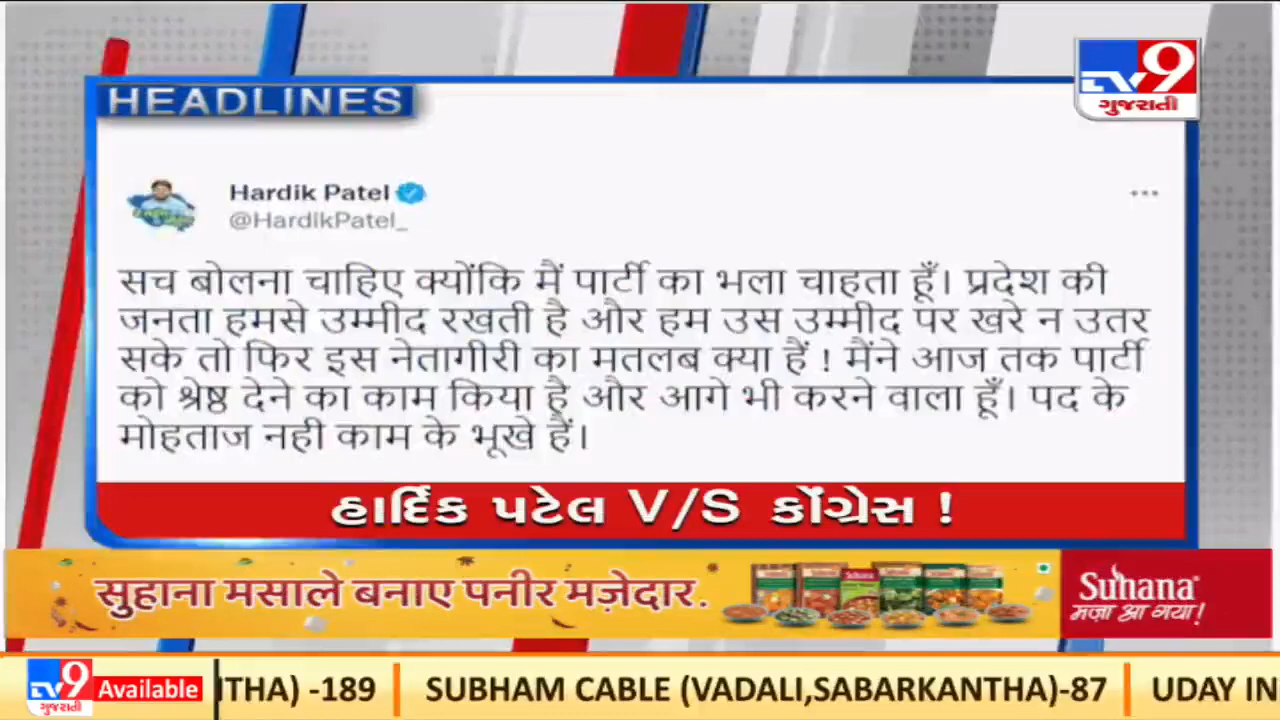 HEADLINES
TV9
ગુજરાતી
Hardik Patel
@HardikPatel_
सच बोलना चाहिए क्योंकि मैं पार्टी का भला चाहता हूँ। प्रदेश की
जनता हमसे उम्मीद रखती है और हम उस उम्मीद पर खरे न उतर
सके तो फिर इस नेतागीरी का मतलब क्या हैं ! मैंने आज तक पार्टी
को श्रेष्ठ देने का काम किया है और आगे भी करने वाला हूँ। पद के
मोहताज नही काम के भूखे हैं।
હાર્દિક પટેલ V/S કોંગ્રેસ !
सुहाना मसाले बनाए पनीर मज़ेदार.
Suhana
मज़ा आ गया!
TV9
ગુજરાતી
Available
ITHA) -189
SUBHAM CABLE (VADALI,SABARKANTHA)-87
UDAY IN